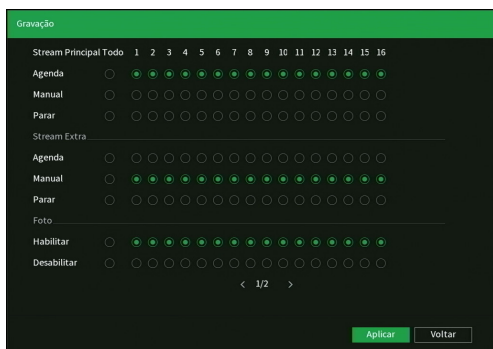 Gravação
Stream Principal Todo 1 2 3 4 5 6 7 8 9 10 11 12 13 14 15 16
Agenda
Manual
Parar
Stream Extra
Agenda
Manual
Parar
Foto
Habilitar
Desabilitar
< 1/2 >
Aplicar Voltar